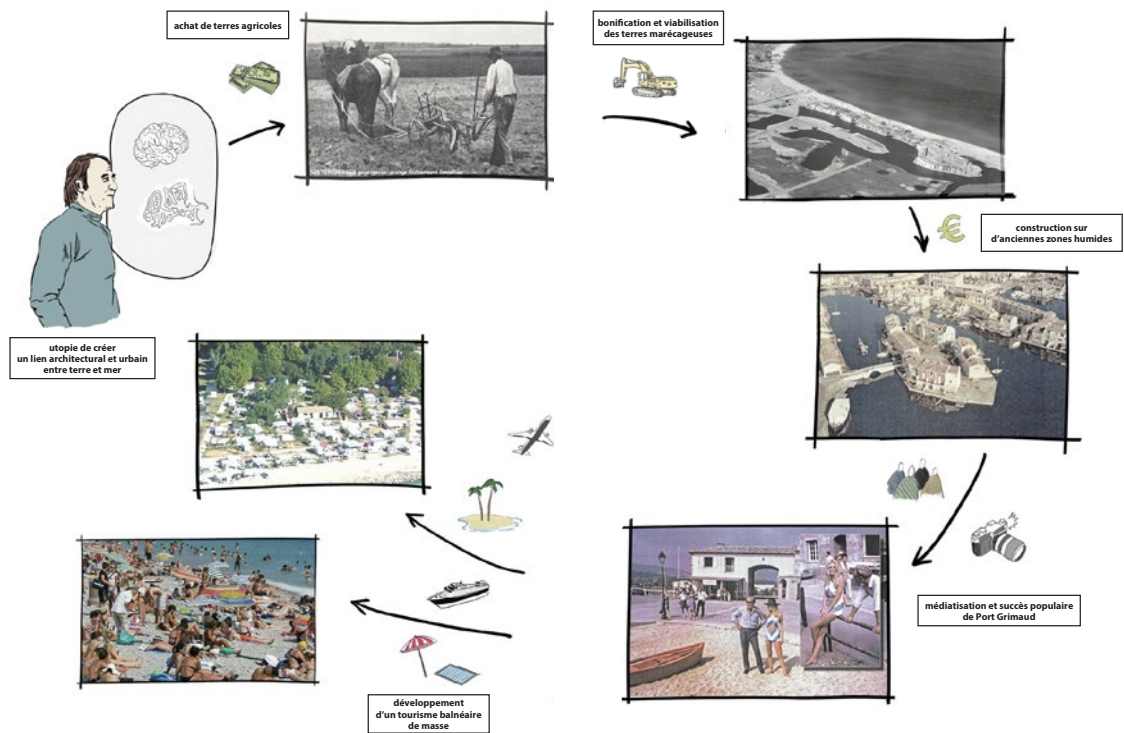 achat de terres agricoles
bonification et viabilisation
des terres marécageuses
construction sur
d'anciennes zones humides
utopie de créer
un lien architectural et urbain
entre terre et mer
médiatisation et succès populaire
de Port Grimaud
développement
d'un tourisme balnéaire
de masse